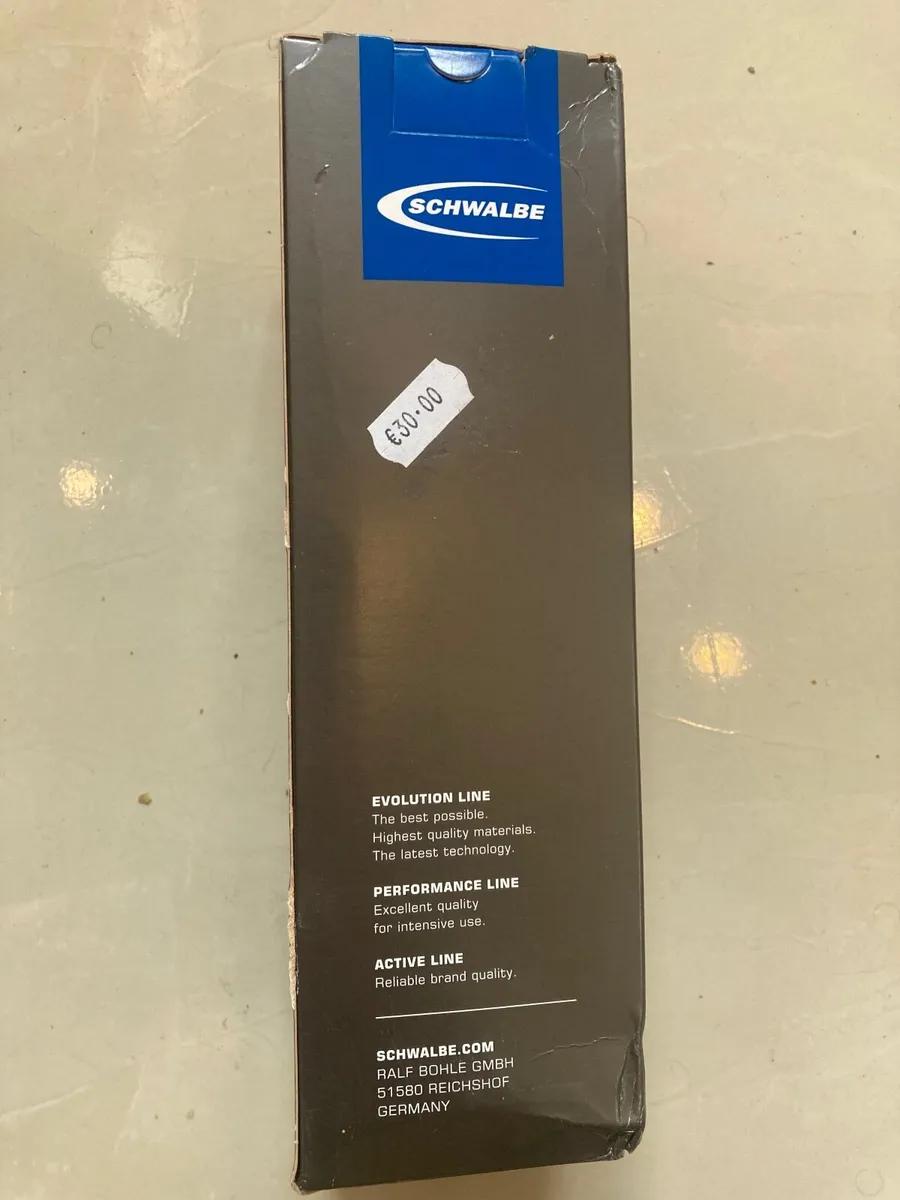 SCHWALBE
€30.00
EVOLUTION LINE
The best possible.
Highest quality materials.
The latest technology.
PERFORMANCE LINE
Excellent quality
for intensive use.
ACTIVE LINE
Reliable brand quality.
SCHWALBE.COM
RALF BOHLE GMBH
51580 REICHSHOF
GERMANY